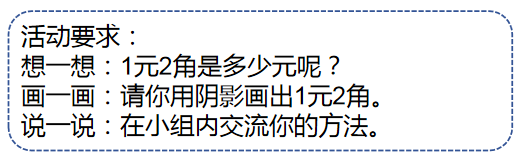 活动要求：
想一想：1元2角是多少元呢？
画一画：请你用阴影画出1元2角。
说一说：在小组内交流你的方法。